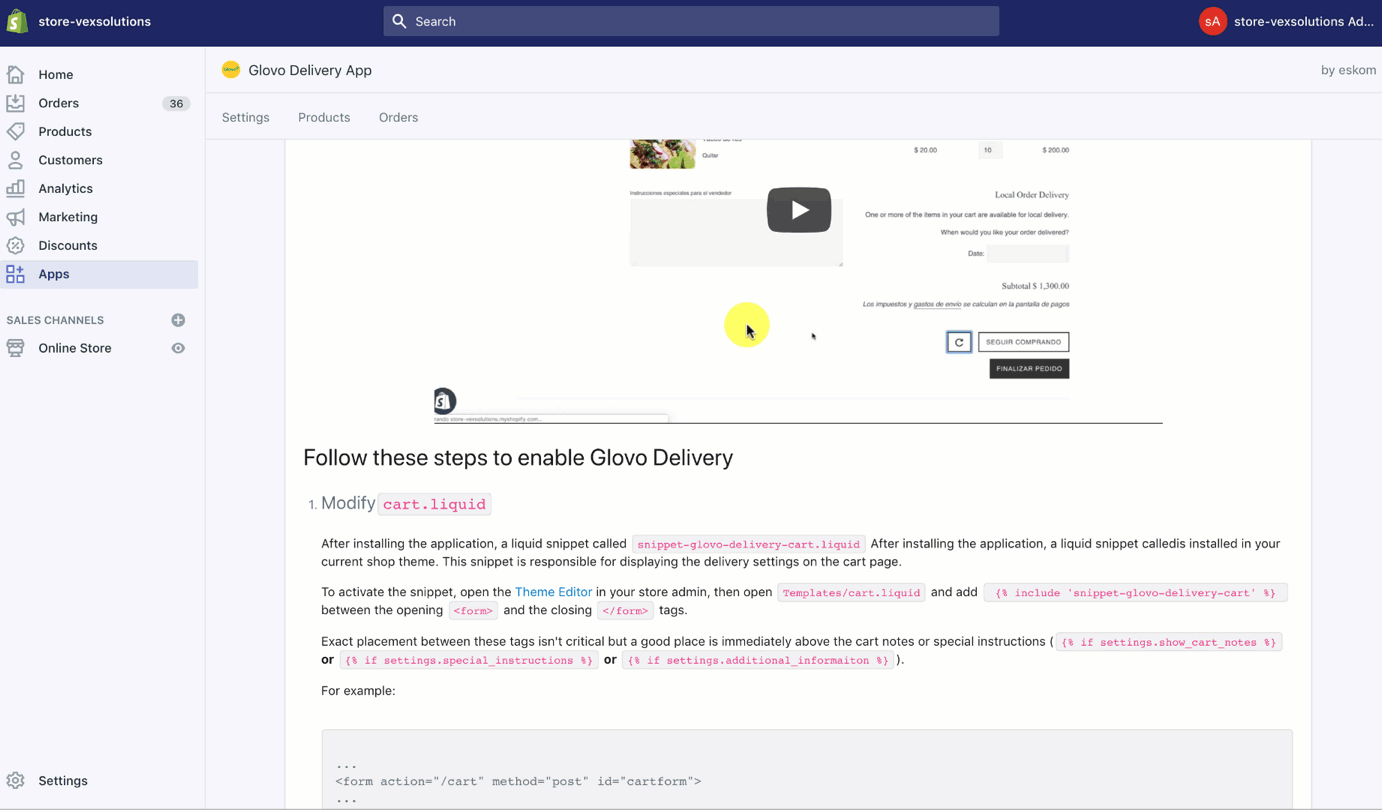 store-vexsolutions
Search
sA
store-vexsolutions Ad...
Home
Orders
36
Products
Customers
Analytics
Marketing
Discounts
Apps
SALES CHANNELS
Online Store
Settings
Glovo
Glovo Delivery App
by eskom
Settings
Products
Orders
Quitar
$ 20.00
10
$ 200.00
Instrucciones especiales para el vendedor
Local Order Delivery
One or more of the items in your cart are available for local delivery.
When would you like your order delivered?
Date:
Subtotal $ 1,300.00
Los impuestos y gastos de envío se calculan en la pantalla de pagos
SEGUIR COMPRANDO
FINALIZAR PEDIDO
rando store-vexsolutions.myshopify.com...
Follow these steps to enable Glovo Delivery
1. Modify cart.liquid
After installing the application, a liquid snippet called snippet-glovo-delivery-cart.liquid After installing the application, a liquid snippet calledis installed in your
current shop theme. This snippet is responsible for displaying the delivery settings on the cart page.
To activate the snippet, open the Theme Editor in your store admin, then open Templates/cart.liquid and add {% include 'snippet-glovo-delivery-cart' %}
between the opening <form> and the closing </form> tags.
Exact placement between these tags isn't critical but a good place is immediately above the cart notes or special instructions ( {% if settings.show_cart_notes %}
or {% if settings.special_instructions %} or {% if settings.additional_informaiton %} ).
For example:
...
<form action="/cart" method="post" id="cartform">
...